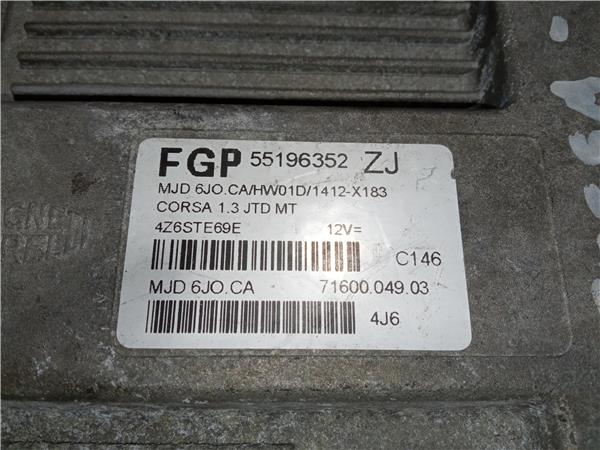 FGP 55196352 ZJ
MJD 6JO.CA/HW01D/1412-X183
CORSA 1.3 JTD MT
4Z6STE69E 12V=
C146
MJD 6JO.CA 71600.049.03
4J6